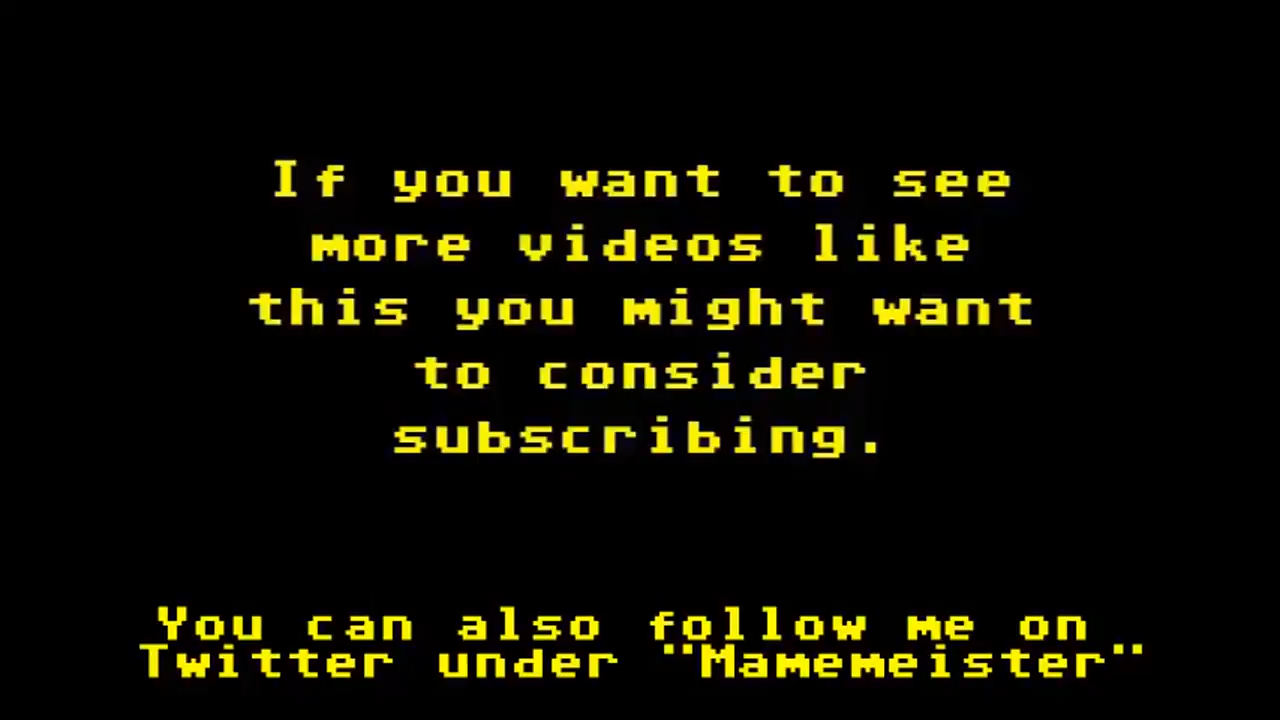 If you want to see
more videos like
this you might want
to consider
subscribing.
You can also follow me on
Twitter under "Mamemeister"